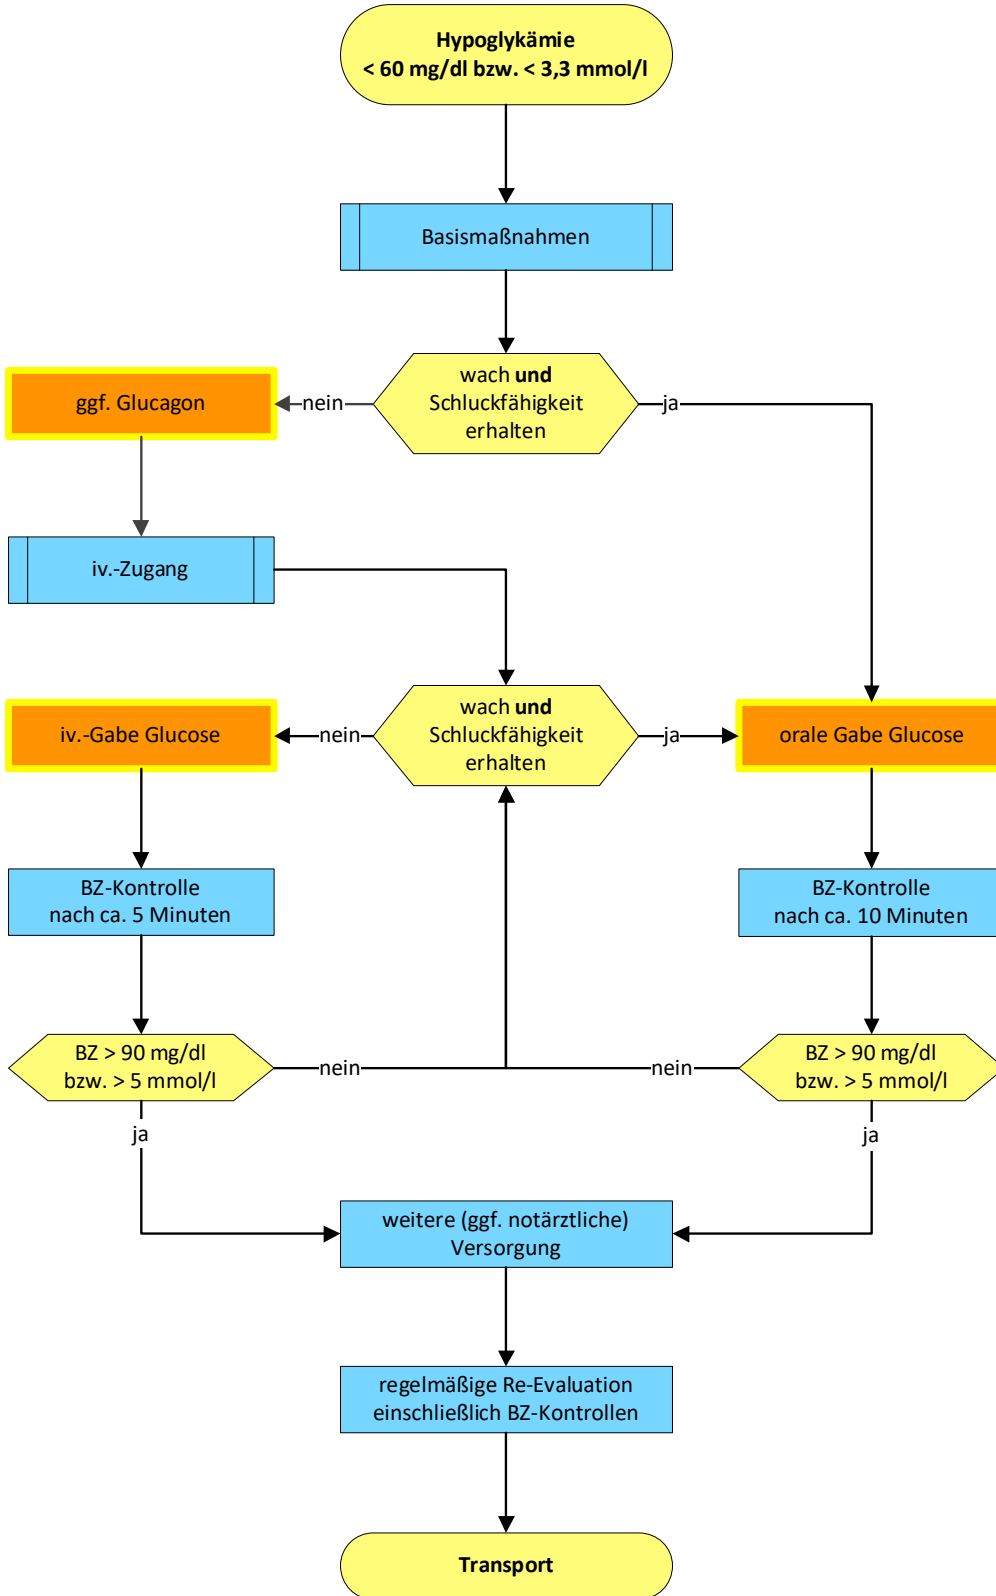 Hypoglykämie
< 60 mg/dl bzw. < 3,3 mmol/l
Basismaßnahmen
wach und
Schluckfähigkeit
erhalten
nein
ja
ggf. Glucagon
iv.-Zugang
wach und
Schluckfähigkeit
erhalten
nein
ja
iv.-Gabe Glucose
orale Gabe Glucose
BZ-Kontrolle
nach ca. 5 Minuten
BZ-Kontrolle
nach ca. 10 Minuten
BZ > 90 mg/dl
bzw. > 5 mmol/l
nein
nein
BZ > 90 mg/dl
bzw. > 5 mmol/l
ja
ja
weitere (ggf. notärztliche)
Versorgung
regelmäßige Re-Evaluation
einschließlich BZ-Kontrollen
Transport